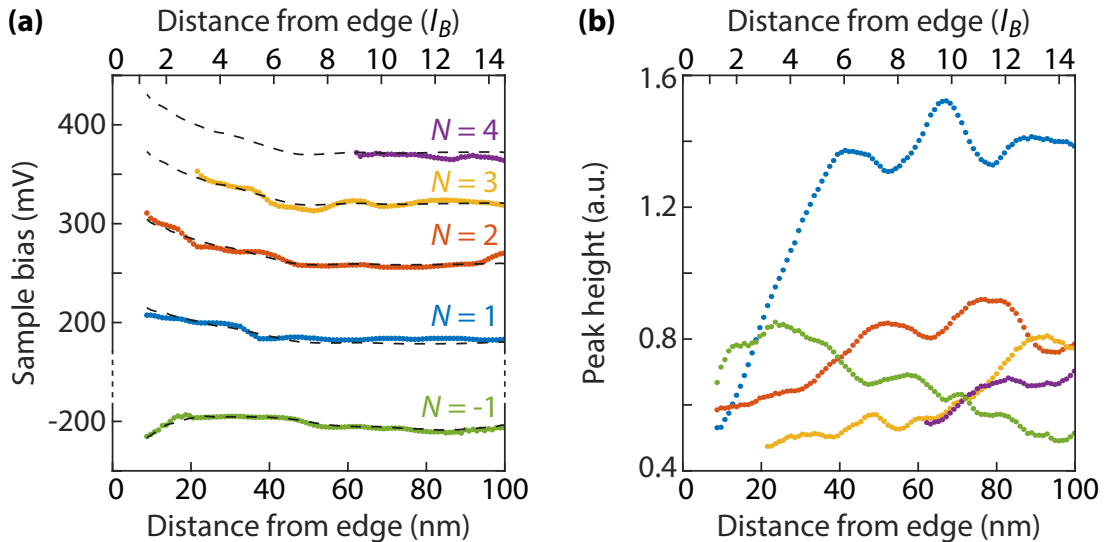 (a)
Distance from edge (l_B)
0 2 4 6 8 10 12 14
400
300
200
-200
Sample bias (mV)
N = 4
N = 3
N = 2
N = 1
N = -1
0 20 40 60 80 100
Distance from edge (nm)
(b)
Distance from edge (l_B)
0 2 4 6 8 10 12 14
1.6
1.2
0.8
0.4
Peak height (a.u.)
0 20 40 60 80 100
Distance from edge (nm)